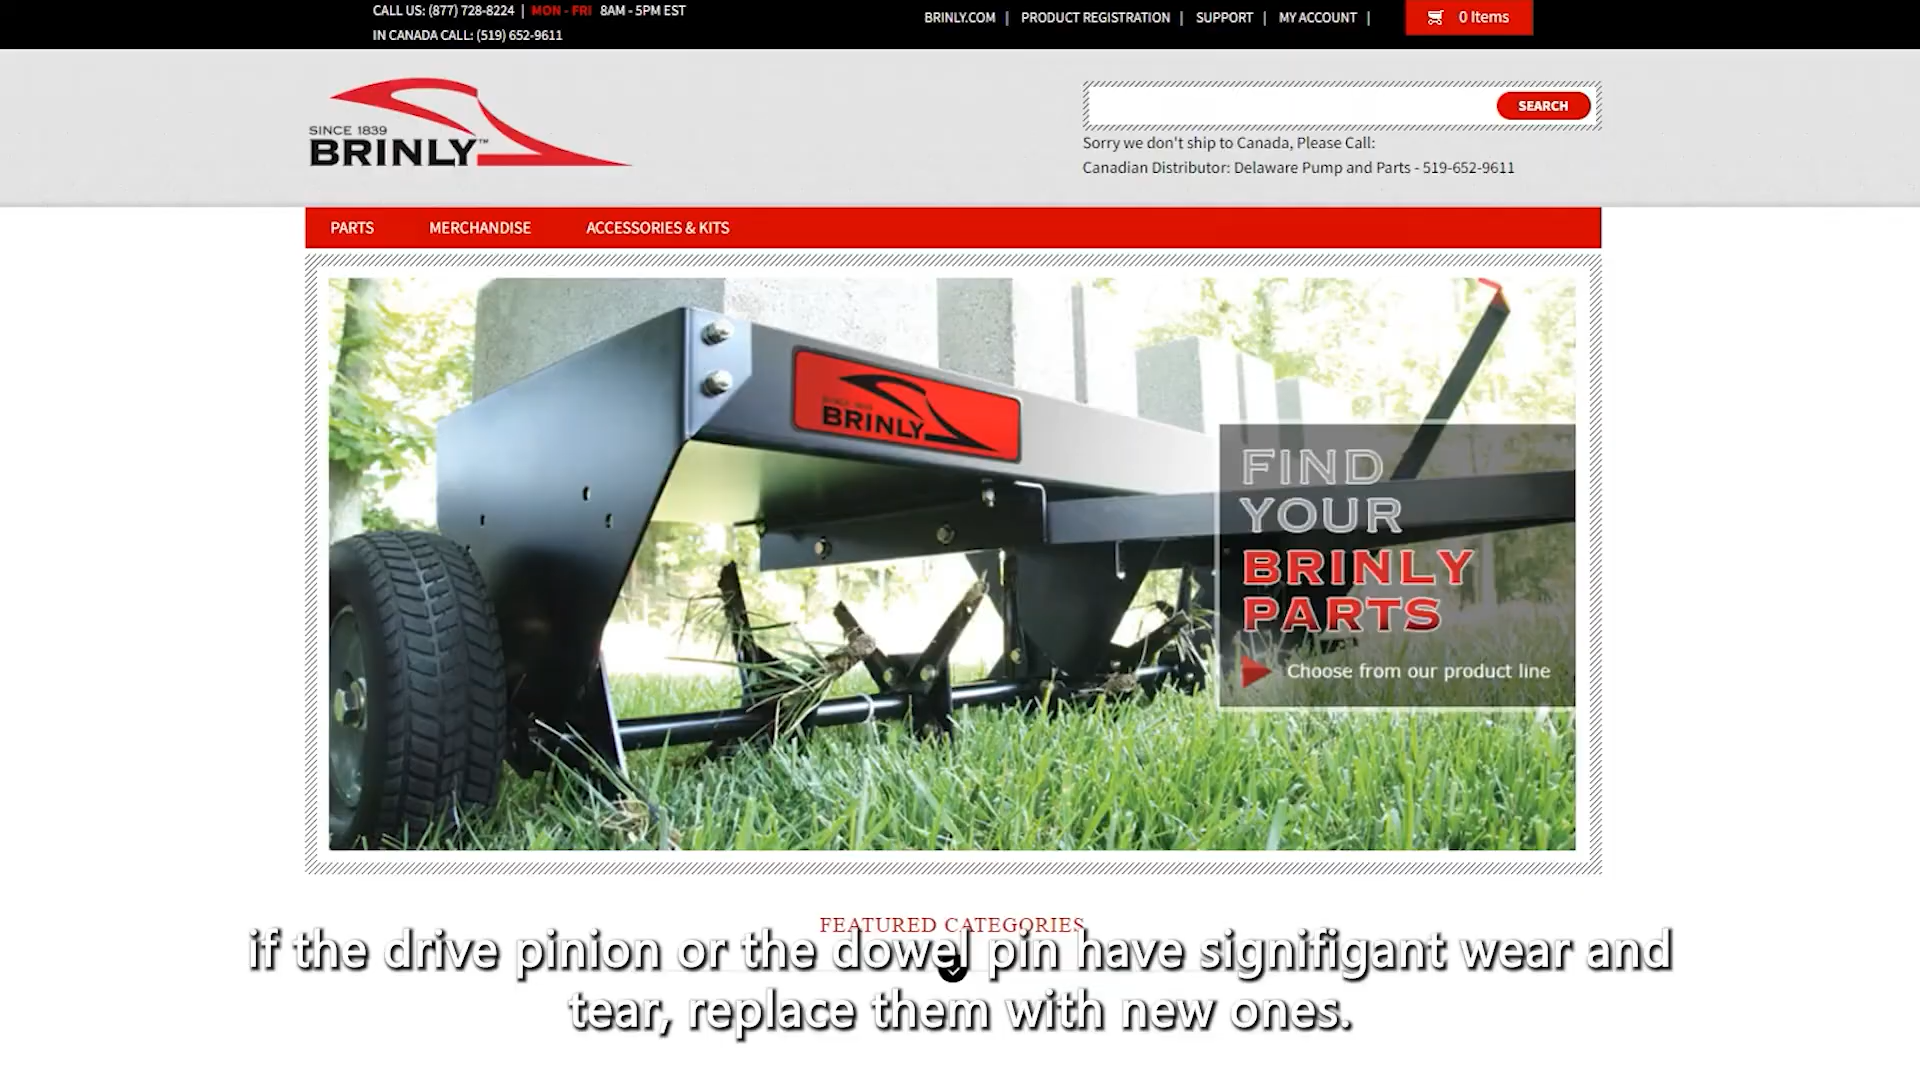 CALL US: (877) 728-8224 | MON - FRI 8AM - 5PM EST
IN CANADA CALL: (519) 652-9611
BRINLY.COM | PRODUCT REGISTRATION | SUPPORT | MY ACCOUNT |
0 Items
SINCE 1839
BRINLY™
SEARCH
Sorry we don't ship to Canada, Please Call:
Canadian Distributor: Delaware Pump and Parts - 519-652-9611
PARTS
MERCHANDISE
ACCESSORIES & KITS
BRINLY
FIND
YOUR
BRINLY
PARTS
Choose from our product line
FEATURED CATEGORIES
if the drive pinion or the dowel pin have signifigant wear and
tear, replace them with new ones.